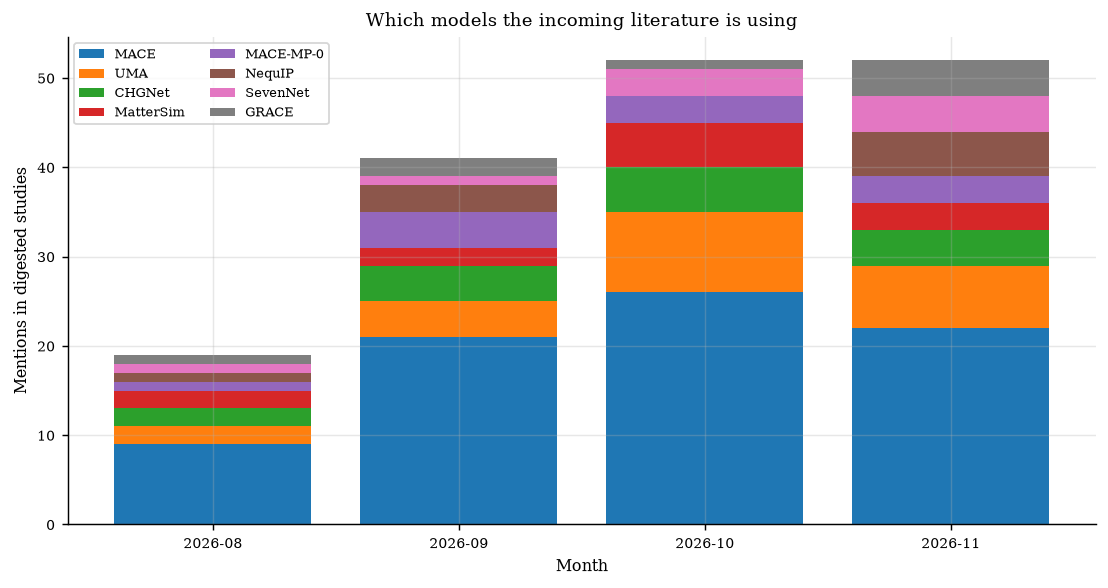 Which models the incoming literature is using
MACE
UMA
CHGNet
MatterSim
MACE-MP-0
NequIP
SevenNet
GRACE
Mentions in digested studies
50
40
30
20
10
0
2026-08
2026-09
2026-10
2026-11
Month